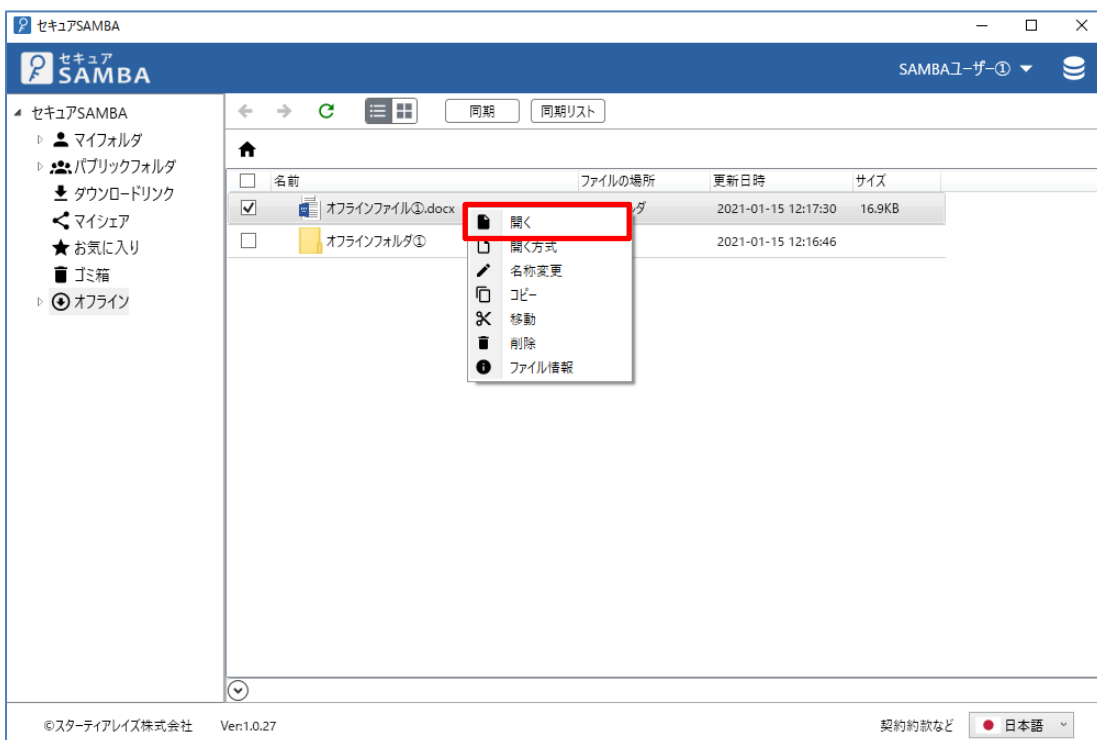 セキュアSAMBA
セキュア
SAMBA
SAMBAユーザー①
セキュアSAMBA
マイフォルダ
パブリックフォルダ
ダウンロードリンク
マイシェア
お気に入り
ゴミ箱
オフライン
同期 同期リスト
名前 ファイルの場所 更新日時 サイズ
オフラインファイル①.docx ルダ 2021-01-15 12:17:30 16.9KB
オフラインフォルダ① 2021-01-15 12:16:46
開く
開く方式
名称変更
コピー
移動
削除
ファイル情報
©スターティアレイズ株式会社 Ver:1.0.27 契約約款など 日本語